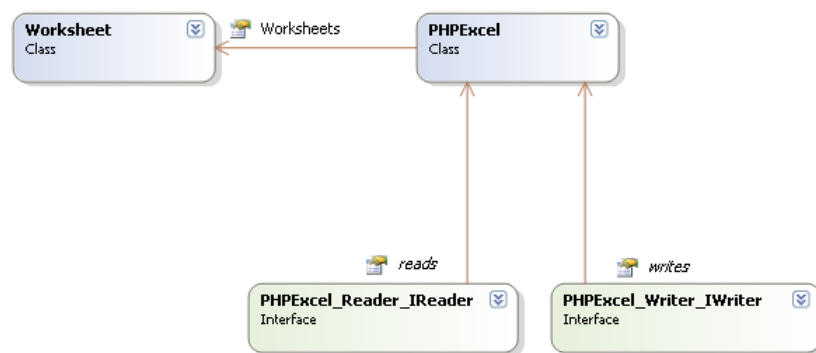 Worksheet
Class
Worksheets
PHPExcel
Class
reads
writes
PHPExcel_Reader_IReader
Interface
PHPExcel_Writer_IWriter
Interface